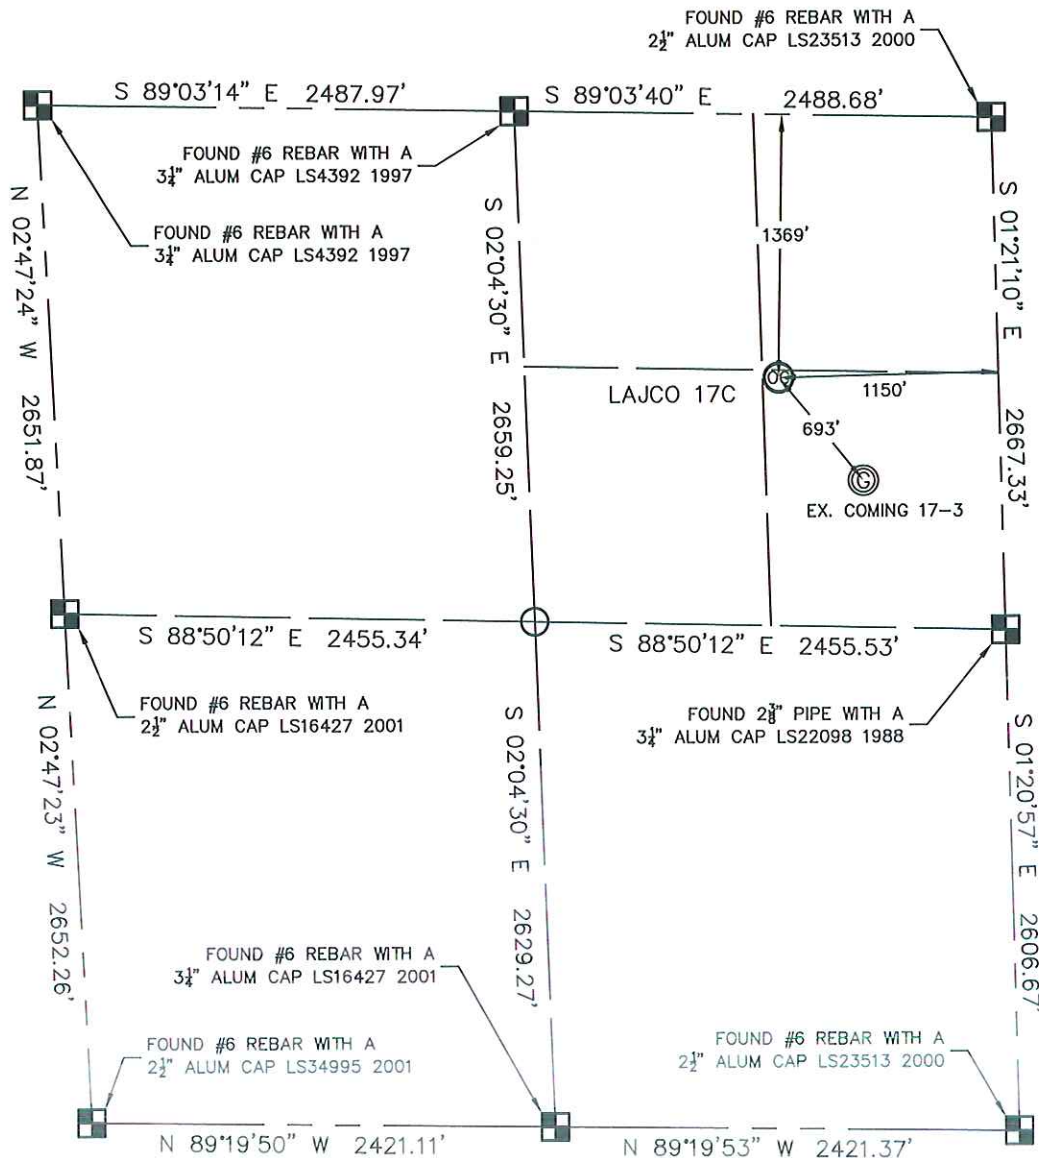 FOUND #6 REBAR WITH A
2½" ALUM CAP LS23513 2000
S 89°03'14" E 2487.97'
S 89°03'40" E 2488.68'
FOUND #6 REBAR WITH A
3¼" ALUM CAP LS4392 1997
FOUND #6 REBAR WITH A
3¼" ALUM CAP LS4392 1997
N 02°47'24" W 2651.87'
S 02°04'30" E 2659.25'
1369'
S 01°21'10" E 2667.33'
OG
LAJCO 17C
1150'
693'
G
EX. COMING 17-3
S 88°50'12" E 2455.34'
S 88°50'12" E 2455.53'
FOUND #6 REBAR WITH A
2½" ALUM CAP LS16427 2001
FOUND 2⅜" PIPE WITH A
3¼" ALUM CAP LS22098 1988
N 02°47'23" W 2652.26'
S 02°04'30" E 2629.27'
S 01°20'57" E 2606.67'
FOUND #6 REBAR WITH A
3¼" ALUM CAP LS16427 2001
FOUND #6 REBAR WITH A
2½" ALUM CAP LS34995 2001
FOUND #6 REBAR WITH A
2½" ALUM CAP LS23513 2000
N 89°19'50" W 2421.11'
N 89°19'53" W 2421.37'